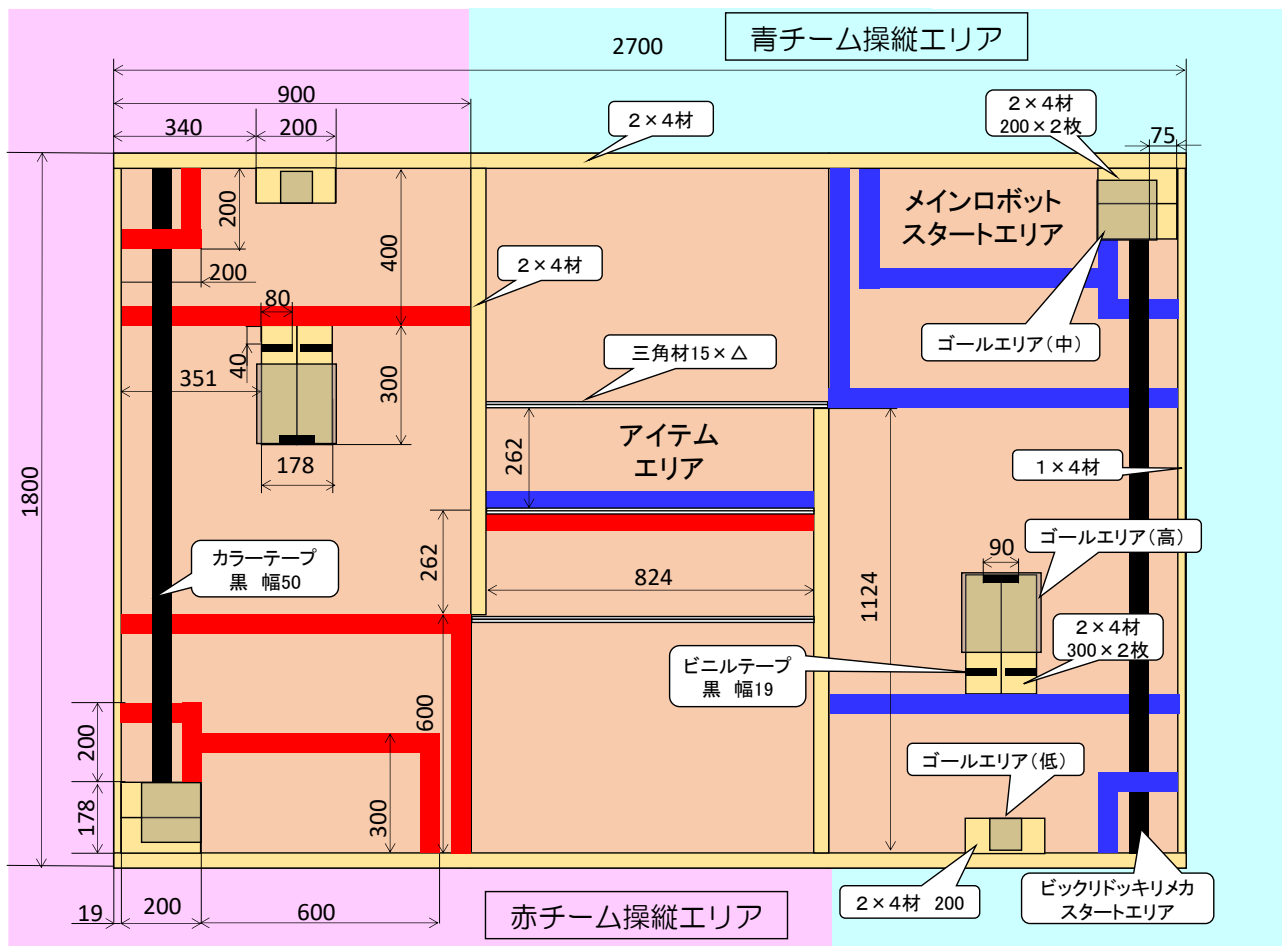 青チーム操縦エリア
2700
900
340
200
2×4材
2×4材
200×2枚
75
メインロボット
スタートエリア
200
400
200
2×4材
80
ゴールエリア(中)
三角材15×△
40
351
300
アイテム
エリア
262
178
1×4材
1800
262
カラーテープ
黒 幅50
824
1124
90
ゴールエリア(高)
2×4材
300×2枚
ビニルテープ
黒 幅19
600
200
ゴールエリア(低)
178
300
19
200
600
赤チーム操縦エリア
2×4材 200
ビックリドッキリメカ
スタートエリア